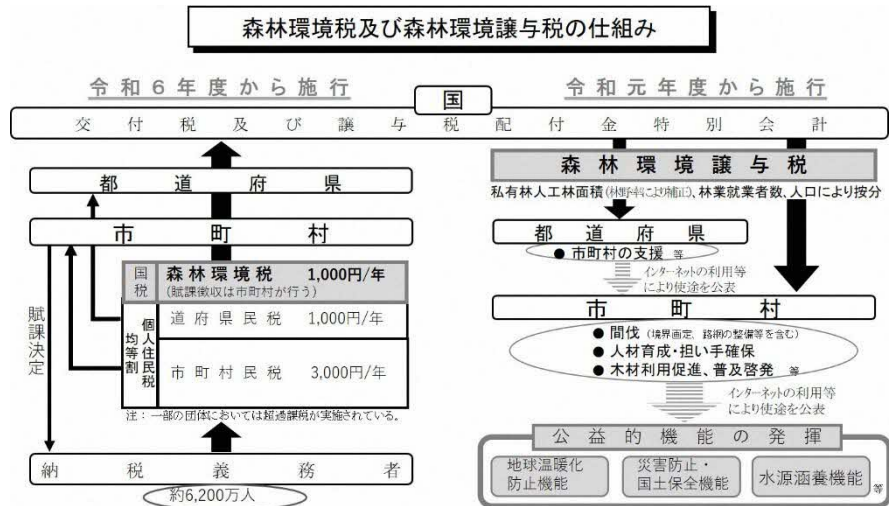 森林環境税及び森林環境譲与税の仕組み
令和６年度から施行
国
令和元年度から施行
交付税及び譲与税配付金特別会計
都道府県
市町村
国税
森林環境税 1,000円/年
(賦課徴収は市町村が行う)
個人住民税
均等割
道府県民税 1,000円/年
市町村民税 3,000円/年
注：一部の団体においては超過課税が実施されている。
賦課決定
納税義務者
約6,200万人
森林環境譲与税
私有林人工林面積(林野率により補正)、林業就業者数、人口により按分
都道府県
● 市町村の支援 等
インターネットの利用等
により使途を公表
市町村
● 間伐（境界画定、路網の整備等を含む）
● 人材育成・担い手確保
● 木材利用促進、普及啓発 等
インターネットの利用等
により使途を公表
公益的機能の発揮
地球温暖化
防止機能
災害防止・
国土保全機能
水源涵養機能
等